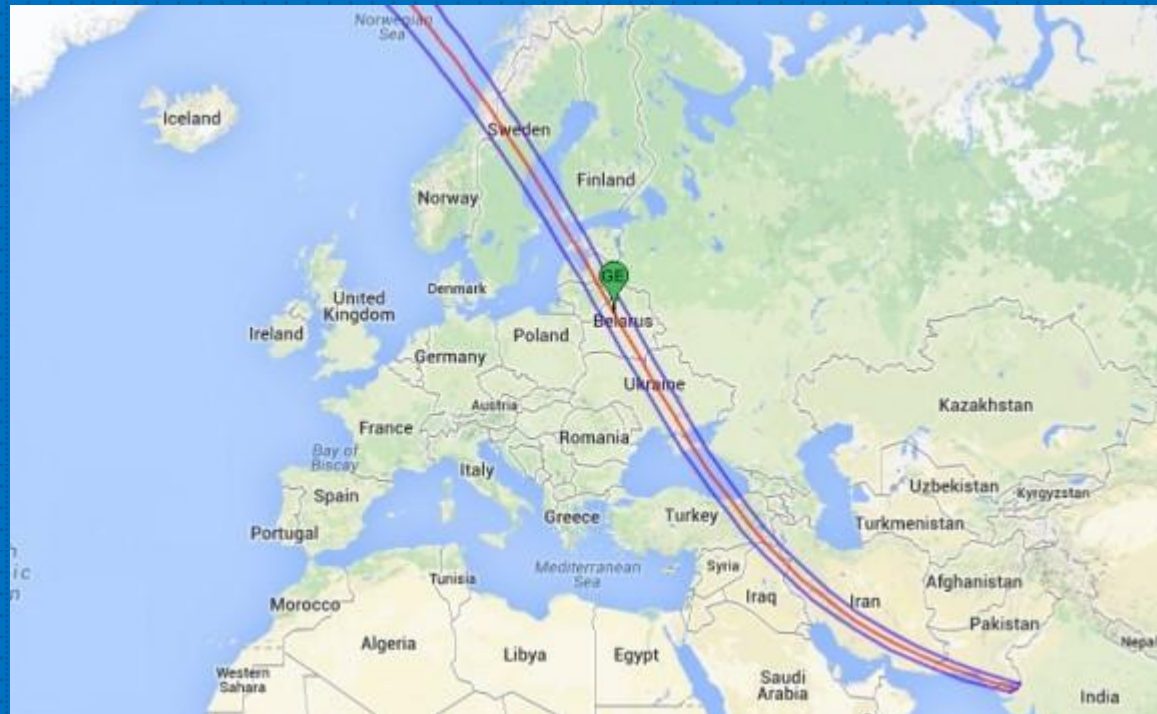 Norwegian
Sea
Iceland
Sweden
Finland
Norway
GE
Denmark
United
Kingdom
Ireland
Belarus
Poland
Germany
Ukraine
Austria
Kazakhstan
France
Romania
Bay of
Biscay
Italy
Uzbekistan
Kyrgyzstan
Spain
Greece
Turkey
Turkmenistan
Portugal
Mediterranean
Sea
Syria
Tunisia
Afghanistan
Iraq
Iran
Morocco
Pakistan
Algeria
Libya
Egypt
Nepal
Western
Sahara
Saudi
Arabia
India